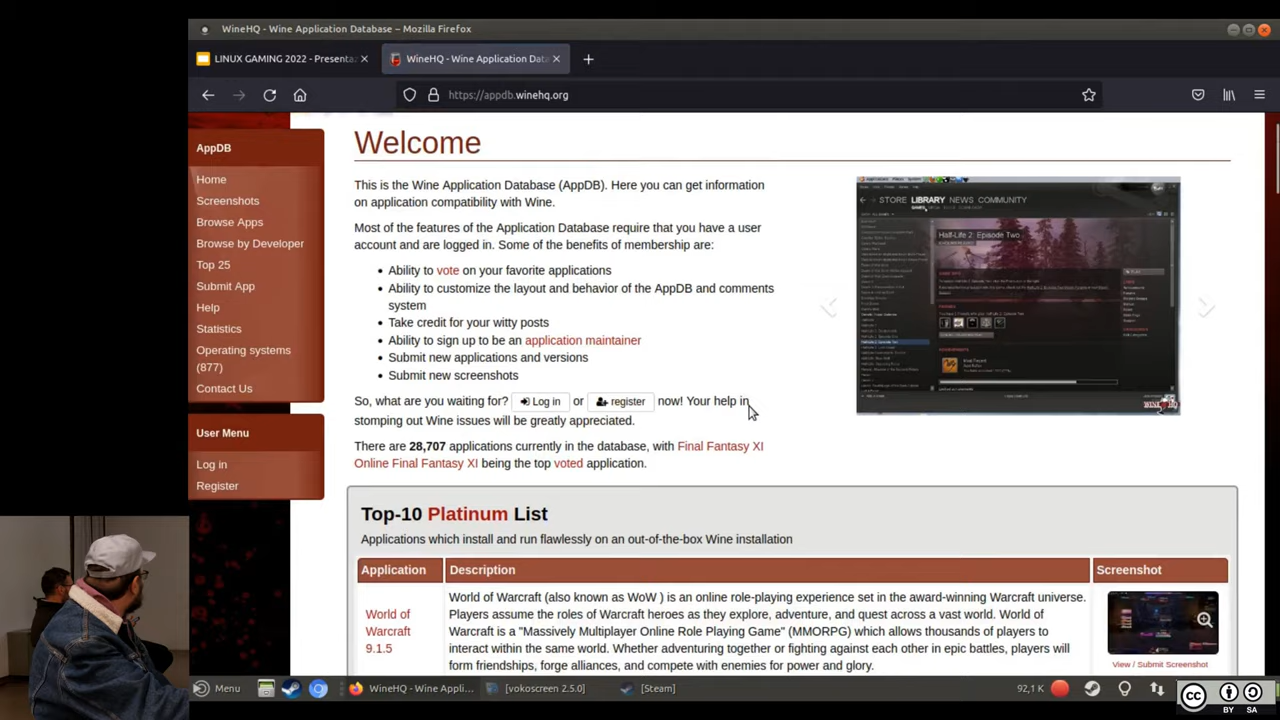 WineHQ - Wine Application Database – Mozilla Firefox
LINUX GAMING 2022 - Presenta
WineHQ - Wine Application Data
https://appdb.winehq.org
AppDB
Home
Screenshots
Browse Apps
Browse by Developer
Top 25
Submit App
Help
Statistics
Operating systems
(877)
Contact Us
User Menu
Log in
Register
Welcome
This is the Wine Application Database (AppDB). Here you can get information
on application compatibility with Wine.
Most of the features of the Application Database require that you have a user
account and are logged in. Some of the benefits of membership are:
Ability to vote on your favorite applications
Ability to customize the layout and behavior of the AppDB and comments
system
Take credit for your witty posts
Ability to sign up to be an application maintainer
Submit new applications and versions
Submit new screenshots
So, what are you waiting for? Log in or register now! Your help in
stomping out Wine issues will be greatly appreciated.
There are 28,707 applications currently in the database, with Final Fantasy XI
Online Final Fantasy XI being the top voted application.
STORE LIBRARY NEWS COMMUNITY
Half-Life 2: Episode Two
Top-10 Platinum List
Applications which install and run flawlessly on an out-of-the-box Wine installation
Application Description Screenshot
World of
Warcraft
9.1.5
World of Warcraft (also known as WoW ) is an online role-playing experience set in the award-winning Warcraft universe.
Players assume the roles of Warcraft heroes as they explore, adventure, and quest across a vast world. World of
Warcraft is a "Massively Multiplayer Online Role Playing Game" (MMORPG) which allows thousands of players to
interact within the same world. Whether adventuring together or fighting against each other in epic battles, players will
form friendships, forge alliances, and compete with enemies for power and glory.
View / Submit Screenshot
Menu
WineHQ - Wine Appli...
[vokoscreen 2.5.0]
[Steam]
92,1 K
cc
BY SA